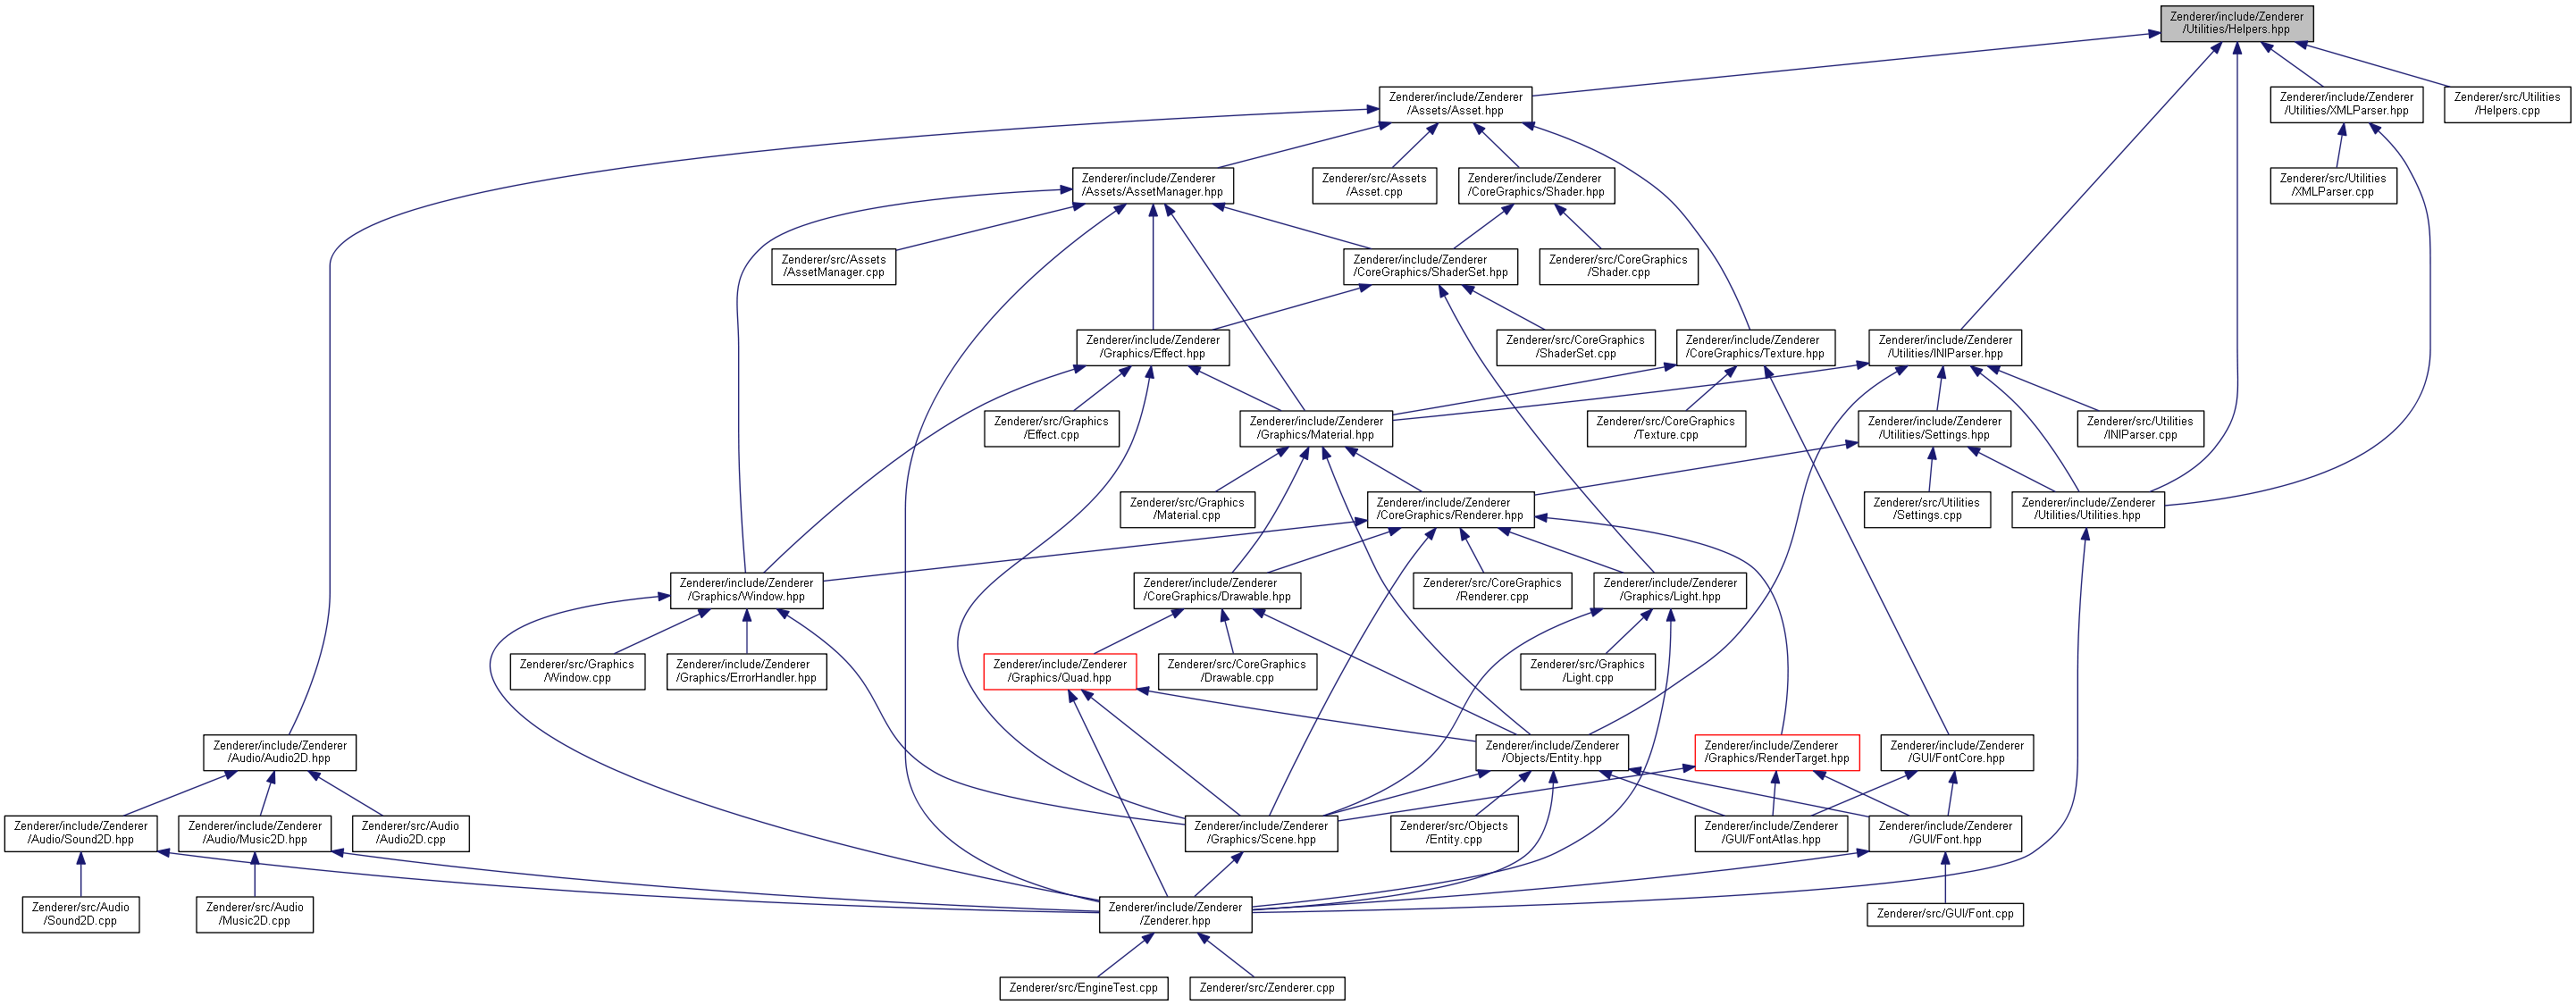 Zenderer/include/Zenderer
/Utilities/Helpers.hpp
Zenderer/include/Zenderer
/Assets/Asset.hpp
Zenderer/include/Zenderer
/Utilities/XMLParser.hpp
Zenderer/src/Utilities
/Helpers.cpp
Zenderer/include/Zenderer
/Assets/AssetManager.hpp
Zenderer/src/Assets
/Asset.cpp
Zenderer/include/Zenderer
/CoreGraphics/Shader.hpp
Zenderer/src/Utilities
/XMLParser.cpp
Zenderer/src/Assets
/AssetManager.cpp
Zenderer/include/Zenderer
/CoreGraphics/ShaderSet.hpp
Zenderer/src/CoreGraphics
/Shader.cpp
Zenderer/include/Zenderer
/Graphics/Effect.hpp
Zenderer/src/CoreGraphics
/ShaderSet.cpp
Zenderer/include/Zenderer
/CoreGraphics/Texture.hpp
Zenderer/include/Zenderer
/Utilities/INIParser.hpp
Zenderer/src/Graphics
/Effect.cpp
Zenderer/include/Zenderer
/Graphics/Material.hpp
Zenderer/src/CoreGraphics
/Texture.cpp
Zenderer/include/Zenderer
/Utilities/Settings.hpp
Zenderer/src/Utilities
/INIParser.cpp
Zenderer/src/Graphics
/Material.cpp
Zenderer/include/Zenderer
/CoreGraphics/Renderer.hpp
Zenderer/src/Utilities
/Settings.cpp
Zenderer/include/Zenderer
/Utilities/Utilities.hpp
Zenderer/include/Zenderer
/Graphics/Window.hpp
Zenderer/include/Zenderer
/CoreGraphics/Drawable.hpp
Zenderer/src/CoreGraphics
/Renderer.cpp
Zenderer/include/Zenderer
/Graphics/Light.hpp
Zenderer/src/Graphics
/Window.cpp
Zenderer/include/Zenderer
/Graphics/ErrorHandler.hpp
Zenderer/include/Zenderer
/Graphics/Quad.hpp
Zenderer/src/CoreGraphics
/Drawable.cpp
Zenderer/src/Graphics
/Light.cpp
Zenderer/include/Zenderer
/Audio/Audio2D.hpp
Zenderer/include/Zenderer
/Objects/Entity.hpp
Zenderer/include/Zenderer
/Graphics/RenderTarget.hpp
Zenderer/include/Zenderer
/GUI/FontCore.hpp
Zenderer/include/Zenderer
/Audio/Sound2D.hpp
Zenderer/include/Zenderer
/Audio/Music2D.hpp
Zenderer/src/Audio
/Audio2D.cpp
Zenderer/include/Zenderer
/Graphics/Scene.hpp
Zenderer/src/Objects
/Entity.cpp
Zenderer/include/Zenderer
/GUI/FontAtlas.hpp
Zenderer/include/Zenderer
/GUI/Font.hpp
Zenderer/src/Audio
/Sound2D.cpp
Zenderer/src/Audio
/Music2D.cpp
Zenderer/include/Zenderer
/Zenderer.hpp
Zenderer/src/GUI/Font.cpp
Zenderer/src/EngineTest.cpp
Zenderer/src/Zenderer.cpp